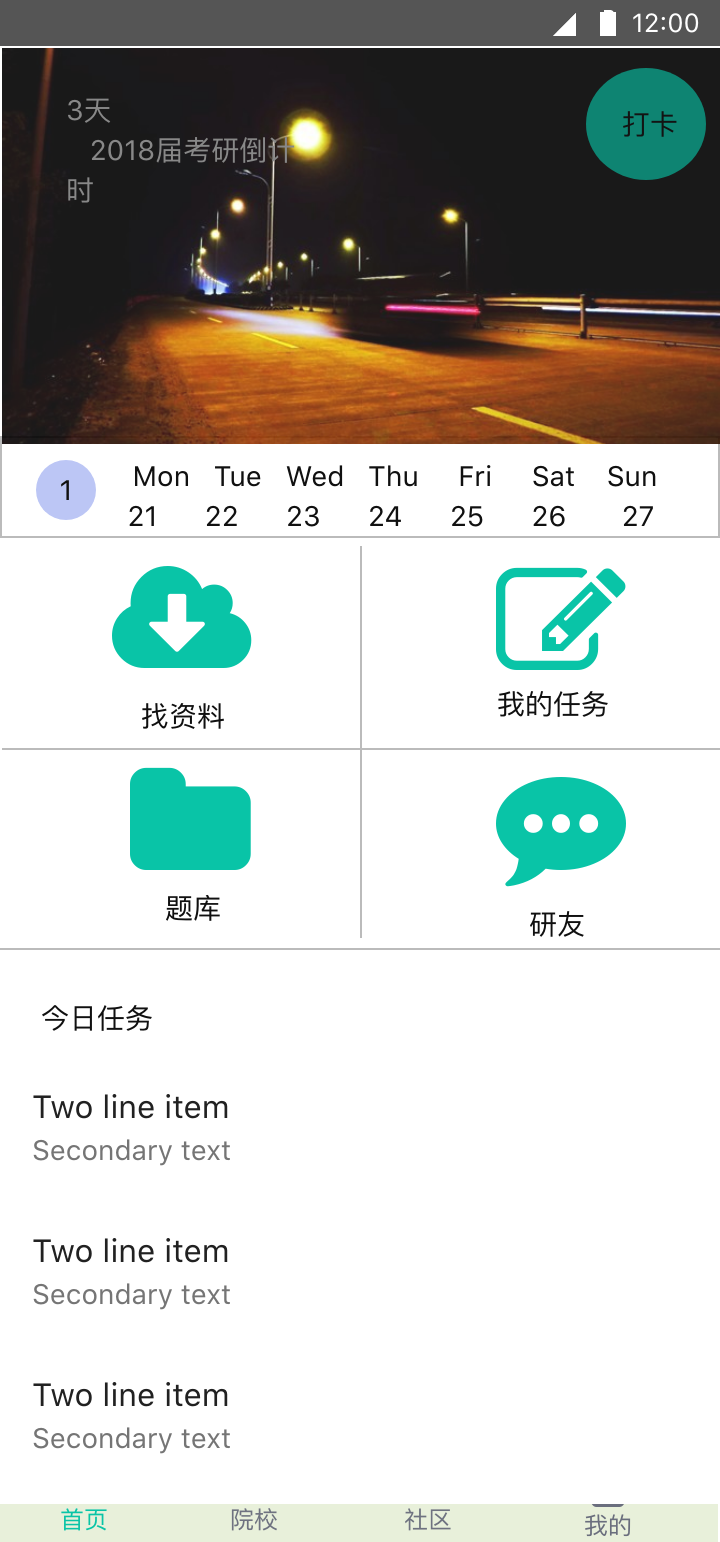 12:00
3天
2018届考研倒计
时
打卡
1
Mon Tue Wed Thu Fri Sat Sun
21 22 23 24 25 26 27
找资料
我的任务
题库
研友
今日任务
Two line item
Secondary text
Two line item
Secondary text
Two line item
Secondary text
首页 院校 社区 我的